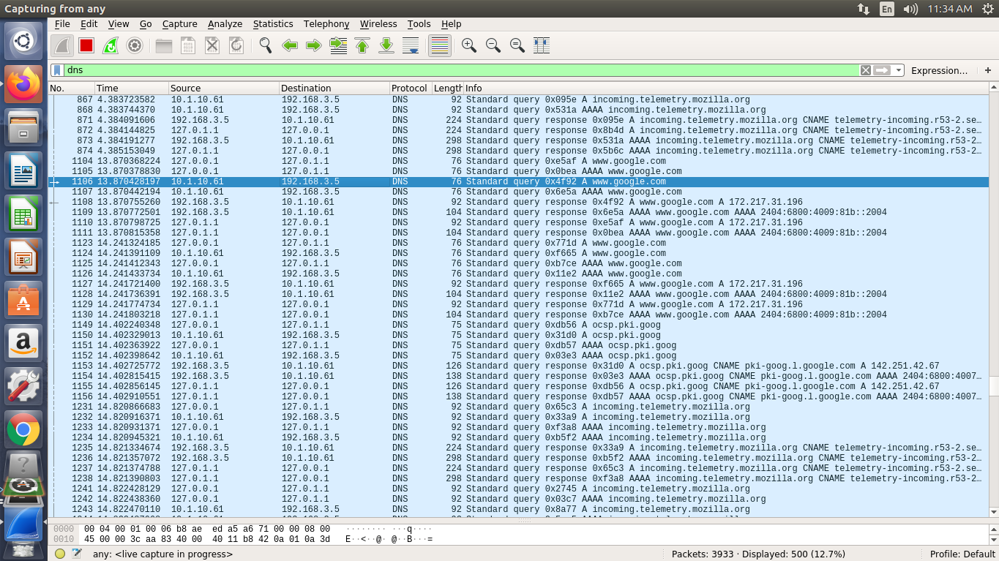 Capturing from any
En
11:34 AM
File Edit View Go Capture Analyze Statistics Telephony Wireless Tools Help
dns
Expression…
+
No. Time Source Destination Protocol Length Info
867 4.383723582 10.1.10.61 192.168.3.5 DNS 92 Standard query 0x095e A incoming.telemetry.mozilla.org
868 4.383744370 10.1.10.61 192.168.3.5 DNS 92 Standard query 0x531a AAAA incoming.telemetry.mozilla.org
871 4.384091606 192.168.3.5 10.1.10.61 DNS 224 Standard query response 0x095e A incoming.telemetry.mozilla.org CNAME telemetry-incoming.r53-2.se…
872 4.384144825 127.0.1.1 127.0.0.1 DNS 224 Standard query response 0x8b4d A incoming.telemetry.mozilla.org CNAME telemetry-incoming.r53-2.se…
873 4.384191277 192.168.3.5 10.1.10.61 DNS 298 Standard query response 0x531a AAAA incoming.telemetry.mozilla.org CNAME telemetry-incoming.r53-2…
874 4.385153049 127.0.1.1 127.0.0.1 DNS 298 Standard query response 0x5b6c AAAA incoming.telemetry.mozilla.org CNAME telemetry-incoming.r53-2…
1104 13.870368224 127.0.0.1 127.0.1.1 DNS 76 Standard query 0xe5af A www.google.com
1105 13.870378830 127.0.0.1 127.0.1.1 DNS 76 Standard query 0x0bea AAAA www.google.com
1106 13.870428197 10.1.10.61 192.168.3.5 DNS 76 Standard query 0x4f92 A www.google.com
1107 13.870442194 10.1.10.61 192.168.3.5 DNS 76 Standard query 0x6e5a AAAA www.google.com
1108 13.870755260 192.168.3.5 10.1.10.61 DNS 92 Standard query response 0x4f92 A www.google.com A 172.217.31.196
1109 13.870772501 192.168.3.5 10.1.10.61 DNS 104 Standard query response 0x6e5a AAAA www.google.com AAAA 2404:6800:4009:81b::2004
1110 13.870798725 127.0.1.1 127.0.0.1 DNS 92 Standard query response 0xe5af A www.google.com A 172.217.31.196
1111 13.870815358 127.0.1.1 127.0.0.1 DNS 104 Standard query response 0x0bea AAAA www.google.com AAAA 2404:6800:4009:81b::2004
1123 14.241324185 127.0.0.1 127.0.1.1 DNS 76 Standard query 0x771d A www.google.com
1124 14.241391109 10.1.10.61 192.168.3.5 DNS 76 Standard query 0xf665 A www.google.com
1125 14.241412343 127.0.0.1 127.0.1.1 DNS 76 Standard query 0xb7ce AAAA www.google.com
1126 14.241433734 10.1.10.61 192.168.3.5 DNS 76 Standard query 0x11e2 AAAA www.google.com
1127 14.241721400 192.168.3.5 10.1.10.61 DNS 92 Standard query response 0xf665 A www.google.com A 172.217.31.196
1128 14.241736391 192.168.3.5 10.1.10.61 DNS 104 Standard query response 0x11e2 AAAA www.google.com AAAA 2404:6800:4009:81b::2004
1129 14.241774734 127.0.1.1 127.0.0.1 DNS 92 Standard query response 0x771d A www.google.com A 172.217.31.196
1130 14.241803218 127.0.1.1 127.0.0.1 DNS 104 Standard query response 0xb7ce AAAA www.google.com AAAA 2404:6800:4009:81b::2004
1149 14.402240348 127.0.0.1 127.0.1.1 DNS 75 Standard query 0xdb56 A ocsp.pki.goog
1150 14.402329013 10.1.10.61 192.168.3.5 DNS 75 Standard query 0x31d0 A ocsp.pki.goog
1151 14.402363922 127.0.0.1 127.0.1.1 DNS 75 Standard query 0xdb57 AAAA ocsp.pki.goog
1152 14.402398642 10.1.10.61 192.168.3.5 DNS 75 Standard query 0x03e3 AAAA ocsp.pki.goog
1153 14.402725772 192.168.3.5 10.1.10.61 DNS 126 Standard query response 0x31d0 A ocsp.pki.goog CNAME pki-goog.l.google.com A 142.251.42.67
1154 14.402815415 192.168.3.5 10.1.10.61 DNS 138 Standard query response 0x03e3 AAAA ocsp.pki.goog CNAME pki-goog.l.google.com AAAA 2404:6800:4007…
1155 14.402856145 127.0.1.1 127.0.0.1 DNS 126 Standard query response 0xdb56 A ocsp.pki.goog CNAME pki-goog.l.google.com A 142.251.42.67
1156 14.402910551 127.0.1.1 127.0.0.1 DNS 138 Standard query response 0xdb57 AAAA ocsp.pki.goog CNAME pki-goog.l.google.com AAAA 2404:6800:4007…
1231 14.820866683 127.0.0.1 127.0.1.1 DNS 92 Standard query 0x65c3 A incoming.telemetry.mozilla.org
1232 14.820916371 10.1.10.61 192.168.3.5 DNS 92 Standard query 0x33a9 A incoming.telemetry.mozilla.org
1233 14.820931371 127.0.0.1 127.0.1.1 DNS 92 Standard query 0xf3a8 AAAA incoming.telemetry.mozilla.org
1234 14.820945321 10.1.10.61 192.168.3.5 DNS 92 Standard query 0xb5f2 AAAA incoming.telemetry.mozilla.org
1235 14.821334674 192.168.3.5 10.1.10.61 DNS 224 Standard query response 0x33a9 A incoming.telemetry.mozilla.org CNAME telemetry-incoming.r53-2.se…
1236 14.821357072 192.168.3.5 10.1.10.61 DNS 298 Standard query response 0xb5f2 AAAA incoming.telemetry.mozilla.org CNAME telemetry-incoming.r53-2…
1237 14.821374788 127.0.1.1 127.0.0.1 DNS 224 Standard query response 0x65c3 A incoming.telemetry.mozilla.org CNAME telemetry-incoming.r53-2.se…
1238 14.821390803 127.0.1.1 127.0.0.1 DNS 298 Standard query response 0xf3a8 AAAA incoming.telemetry.mozilla.org CNAME telemetry-incoming.r53-2…
1241 14.822428129 127.0.0.1 127.0.1.1 DNS 92 Standard query 0x2745 A incoming.telemetry.mozilla.org
1242 14.822438360 127.0.0.1 127.0.1.1 DNS 92 Standard query 0x03c7 AAAA incoming.telemetry.mozilla.org
1243 14.822470110 10.1.10.61 192.168.3.5 DNS 92 Standard query 0x8a77 A incoming.telemetry.mozilla.org
0000 00 04 00 01 00 06 b8 ae ed a5 a6 71 00 00 08 00 ········ ···q····
0010 45 00 00 3c aa 83 40 00 40 11 b8 42 0a 01 0a 3d E··<··@· @··B···=
any: <live capture in progress>
Packets: 3933 · Displayed: 500 (12.7%)
Profile: Default